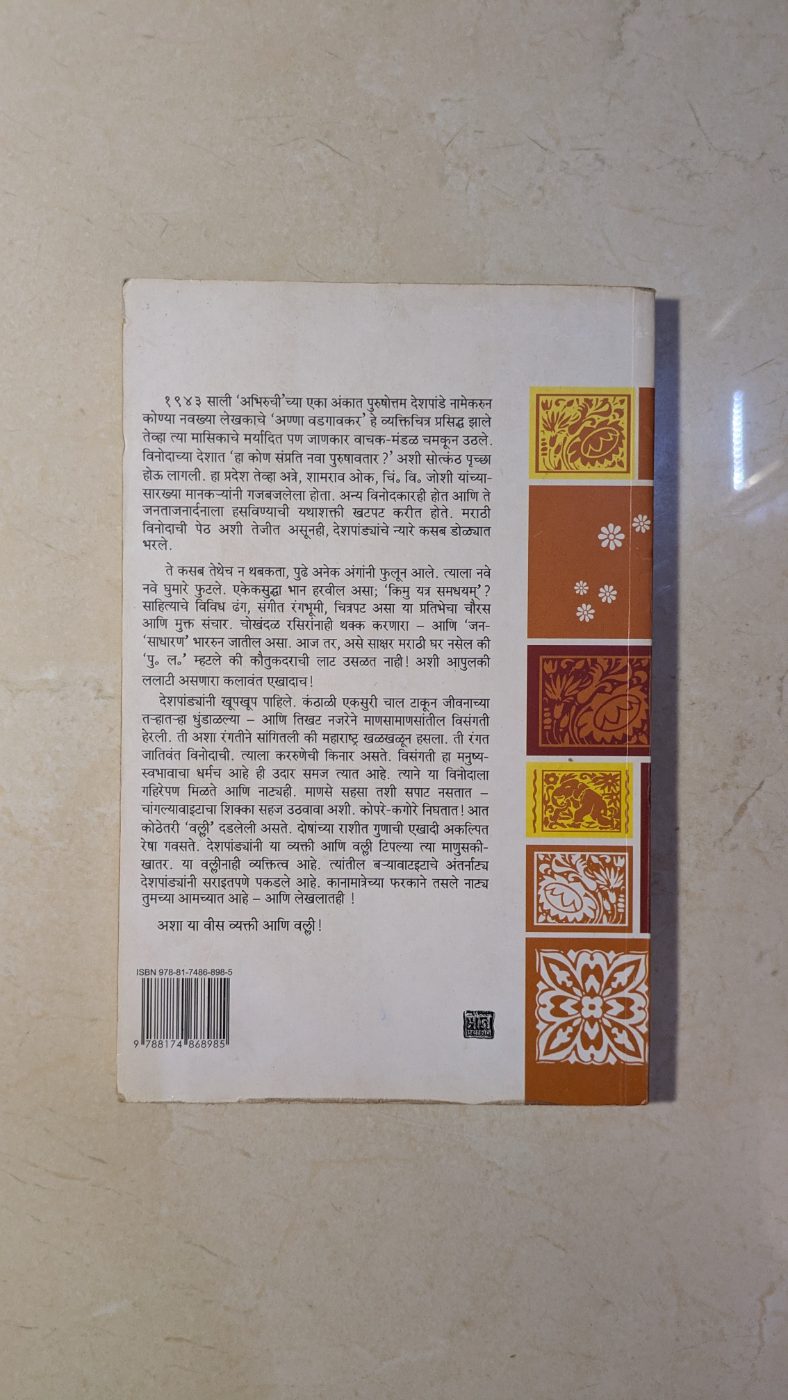 १९४३ साली ‘अभिरुची’च्या एका अंकात पुरुषोत्तम देशपांडे नामेकरुन
कोण्या नवख्या लेखकाचे ‘अण्णा वडगावकर’ हे व्यक्तिचित्र प्रसिद्ध झाले
तेव्हा त्या मासिकाचे मर्यादित पण जाणकार वाचक-मंडळ चमकून उठले.
विनोदाच्या देशात ‘हा कोण संप्रति नवा पुरुषावतार ?’ अशी सोत्कंठ पृच्छा
होऊ लागली. हा प्रदेश तेव्हा अत्रे, शामराव ओक, चिं॰ वि॰ जोशी यांच्या-
सारख्या मानकऱ्यांनी गजबजलेला होता. अन्य विनोदकारही होत आणि ते
जनताजनार्दनाला हसविण्याची यथाशक्ती खटपट करीत होते. मराठी
विनोदाची पेठ अशी तेजीत असूनही, देशपांड्यांचे न्यारे कसब डोळ्यात
भरले.
ते कसब तेथेच न थबकता, पुढे अनेक अंगांनी फुलून आले. त्याला नवे
नवे घुमारे फुटले. एकेकसुद्धा भान हरवील असा; ‘किमु यत्र समधयम्’ ?
साहित्याचे विविध ढंग, संगीत रंगभूमी, चित्रपट असा या प्रतिभेचा चौरस
आणि मुक्त संचार. चोखंदळ रसिरांनाही थक्क करणारा – आणि ‘जन-
‘साधारण’ भाररुन जातील असा. आज तर, असे साक्षर मराठी घर नसेल की
‘पु॰ ल॰’ म्हटले की कौतुकदराची लाट उसळत नाही! अशी आपुलकी
ललाटी असणारा कलावंत एखादाच!
देशपांड्यांनी खूपखूप पाहिले. कंठाळी एकसुरी चाल टाकून जीवनाच्या
तऱ्हातऱ्हा धुंडाळल्या – आणि तिखट नजरेने माणसामाणसांतील विसंगती
हेरली. ती अशा रंगतीने सांगितली की महाराष्ट्र खळखळून हसला. ती रंगत
जातिवंत विनोदाची. त्याला कररुणेची किनार असते. विसंगती हा मनुष्य-
स्वभावाचा धर्मच आहे ही उदार समज त्यात आहे. त्याने या विनोदाला
गहिरेपण मिळते आणि नाट्यही. माणसे सहसा तशी सपाट नसतात –
चांगल्यावाइटाचा शिक्का सहज उठवावा अशी. कोपरे-कगोरे निघतात! आत
कोठेतरी ‘वल्ली’ दडलेली असते. दोषांच्या राशीत गुणाची एखादी अकल्पित
रेषा गवसते. देशपांड्यांनी या व्यक्ती आणि वल्ली टिपल्या त्या माणुसकी-
खातर. या वल्लींनाही व्यक्तित्व आहे. त्यांतील बऱ्यावाटइटाचे अंतर्नाट्य
देशपांड्यांनी सराइतपणे पकडले आहे. कानामात्रेच्या फरकाने तसले नाट्य
तुमच्या आमच्यात आहे – आणि लेखलातही !
अशा या वीस व्यक्ती आणि वल्ली!
ISBN 978-81-7486-898-5
9 788174 868985
मौज
प्रकाशन